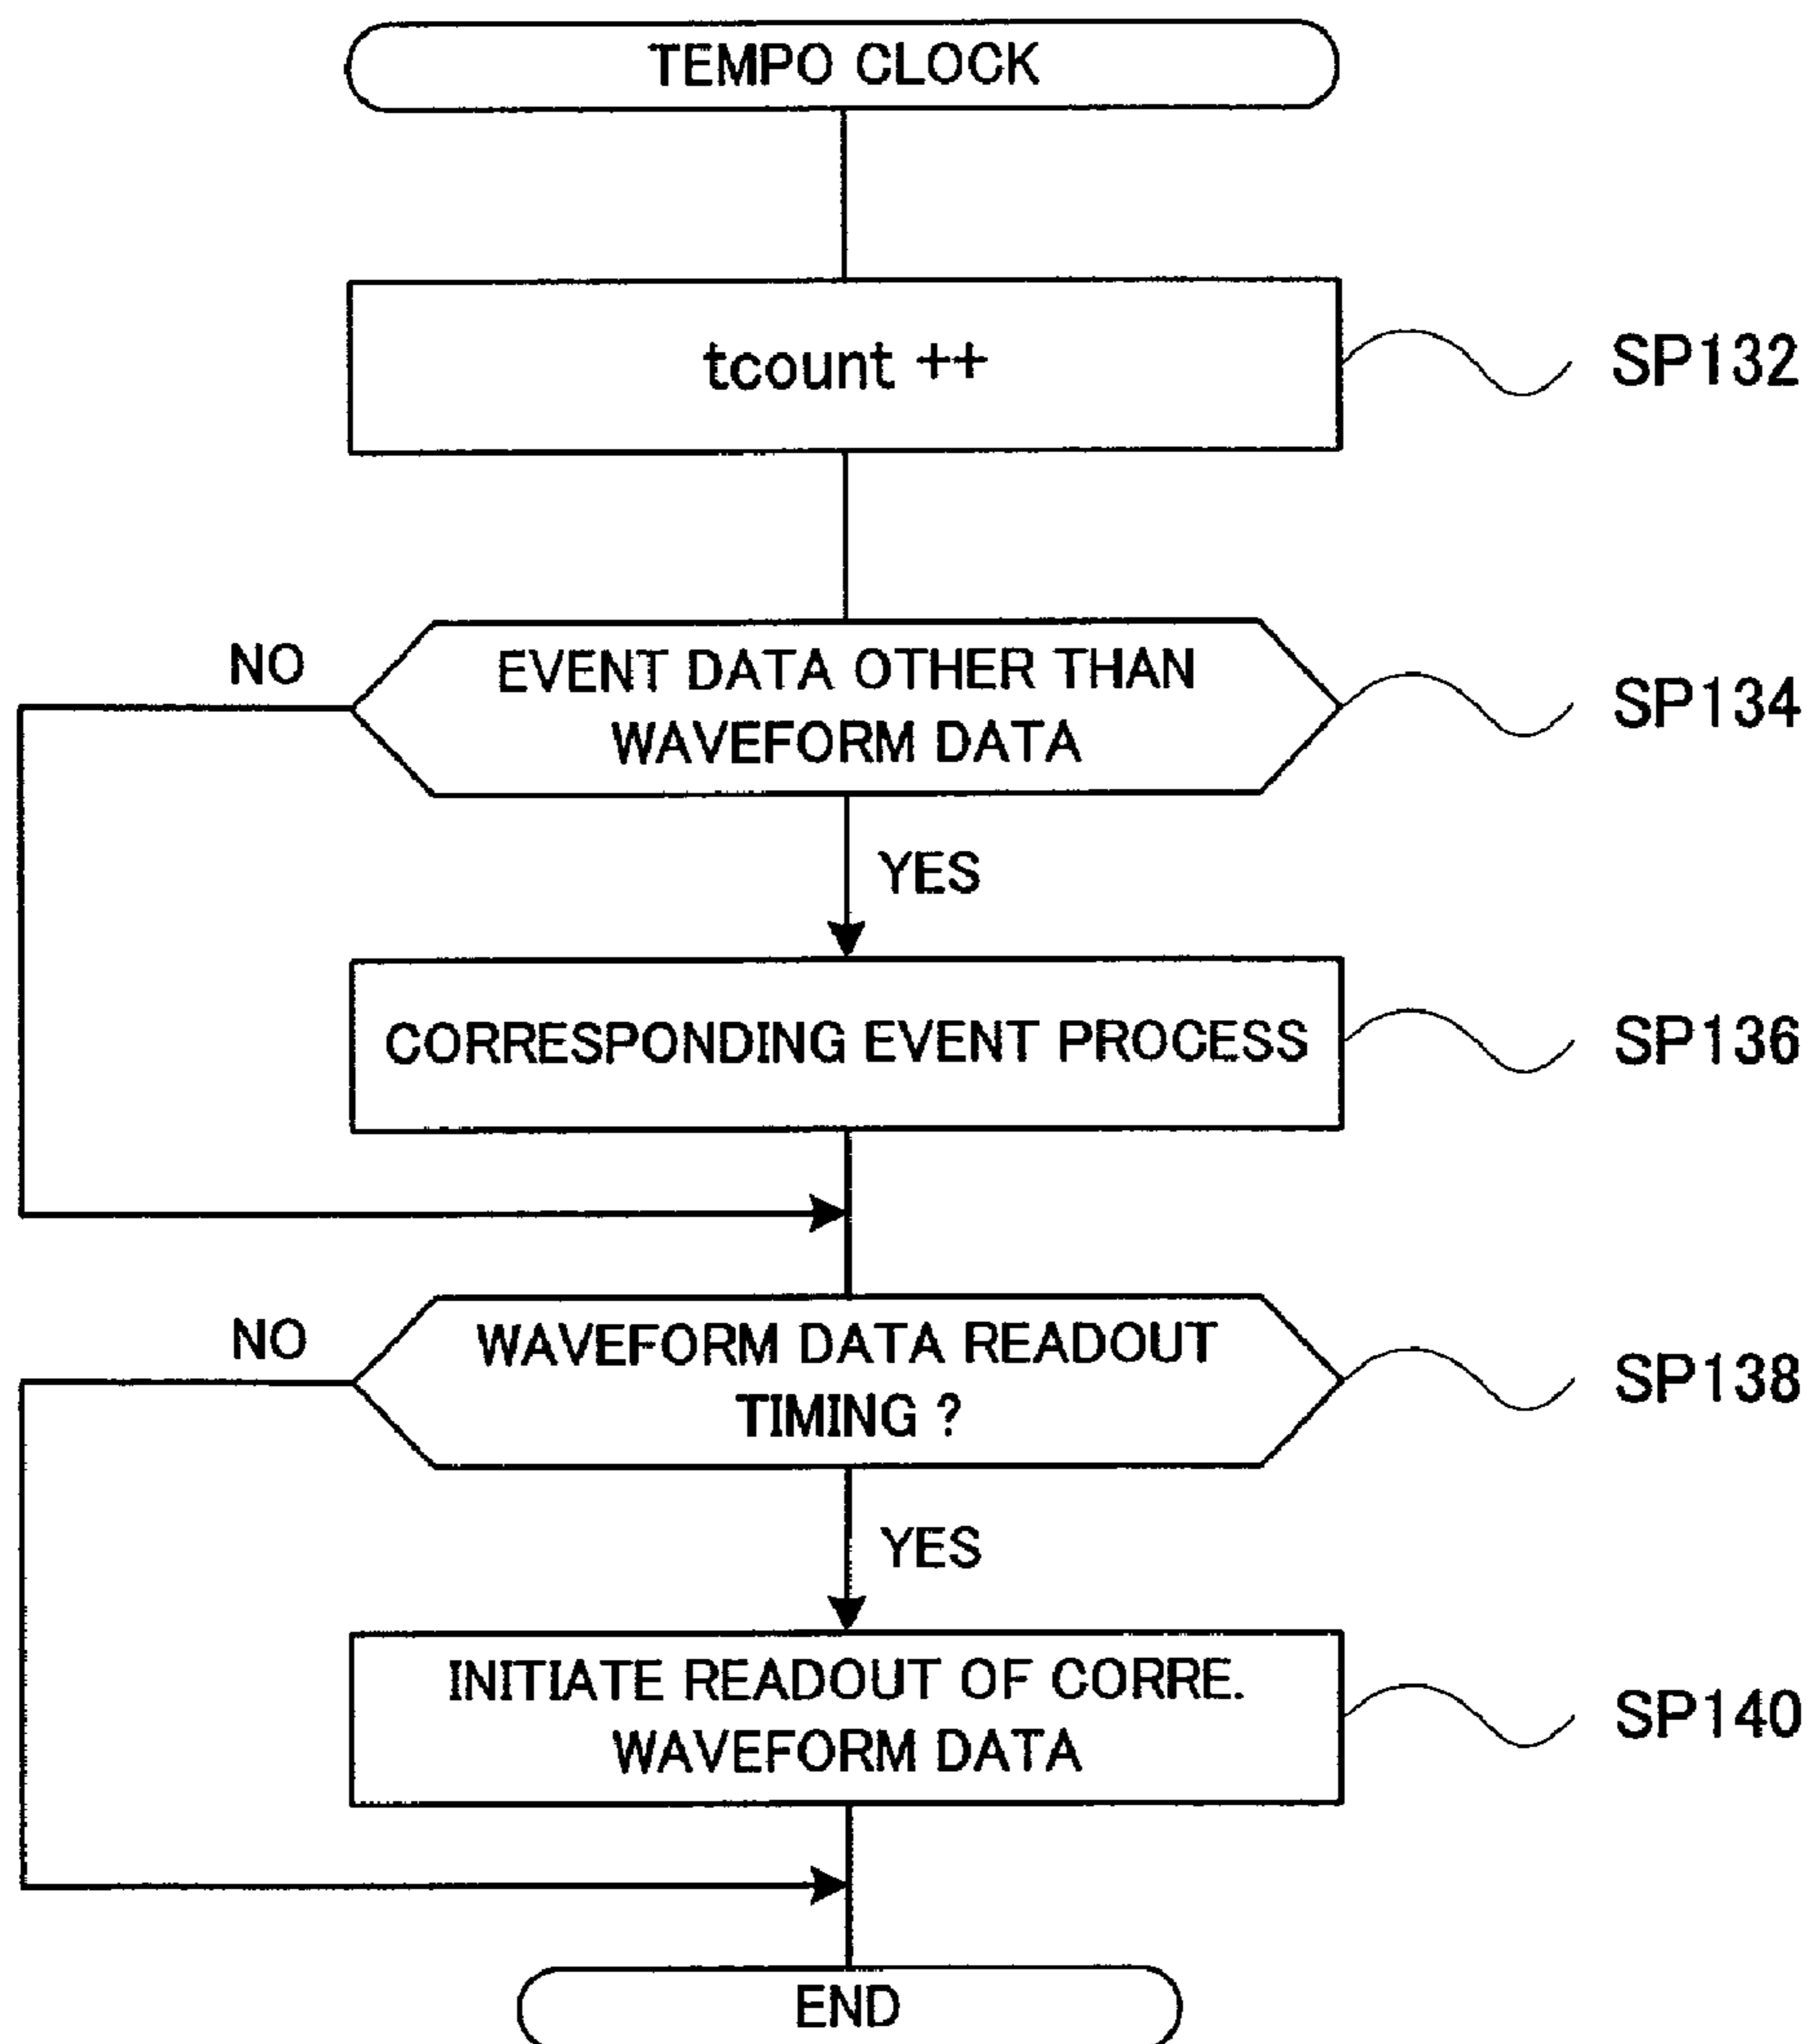 TEMPO CLOCK
tcount ++
SP132
NO
EVENT DATA OTHER THAN
WAVEFORM DATA
SP134
YES
CORRESPONDING EVENT PROCESS
SP136
NO
WAVEFORM DATA READOUT
TIMING ?
SP138
YES
INITIATE READOUT OF CORRE.
WAVEFORM DATA
SP140
END